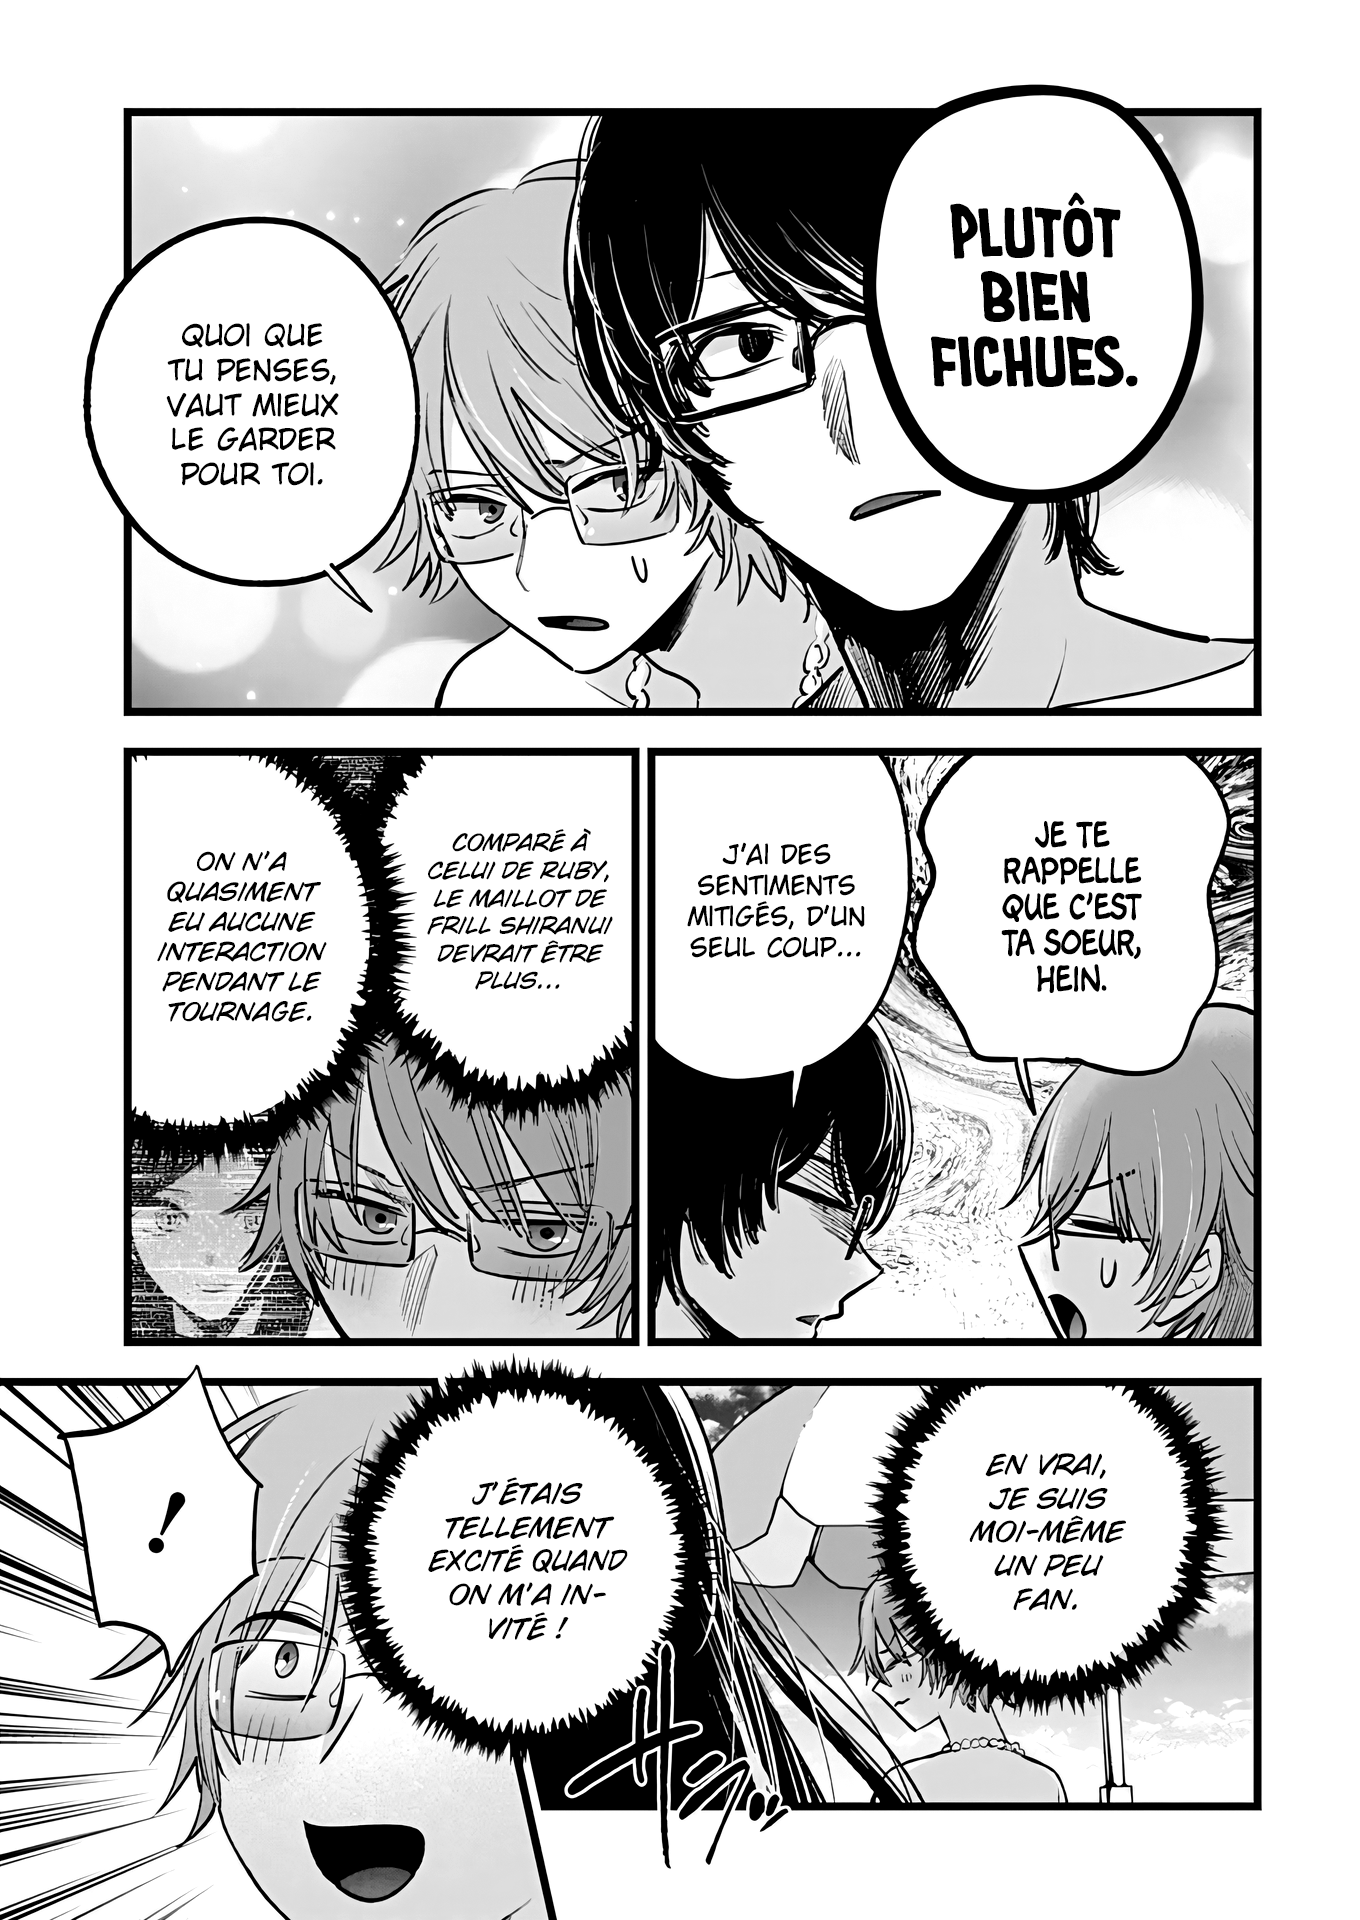 PLUTÔT
BIEN
FICHUES.
QUOI QUE
TU PENSES,
VAUT MIEUX
LE GARDER
POUR TOI.
JE TE
RAPPELLE
QUE C'EST
TA SOEUR,
HEIN.
J'AI DES
SENTIMENTS
MITIGÉS, D'UN
SEUL COUP...
COMPARÉ À
CELUI DE RUBY,
LE MAILLOT DE
FRILL SHIRANUI
DEVRAIT ÊTRE
PLUS...
ON N'A
QUASIMENT
EU AUCUNE
INTERACTION
PENDANT LE
TOURNAGE.
EN VRAI,
JE SUIS
MOI-MÊME
UN PEU
FAN.
J'ÉTAIS
TELLEMENT
EXCITÉ QUAND
ON M'A IN-
VITÉ !
サラッ
!